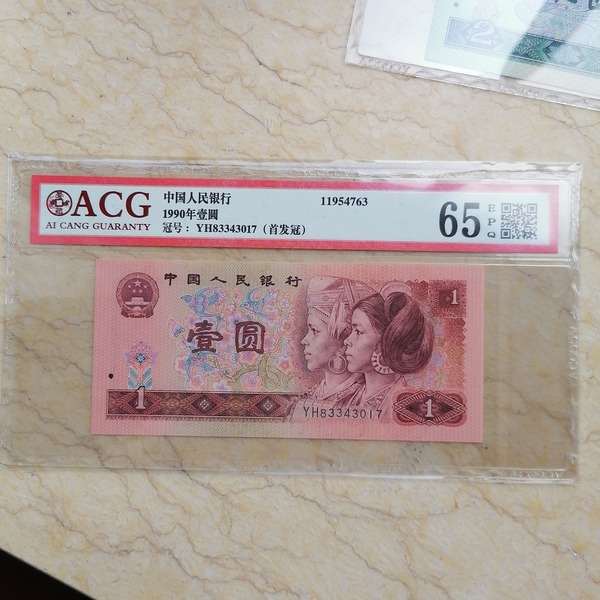 2
ACG
AI CANG GUARANTY
中国人民银行
1990年壹圆
冠号：YH83343017（首发冠）
11954763
65
EPQ
中国人民银行
1
壹圆
1
YH83343017
1